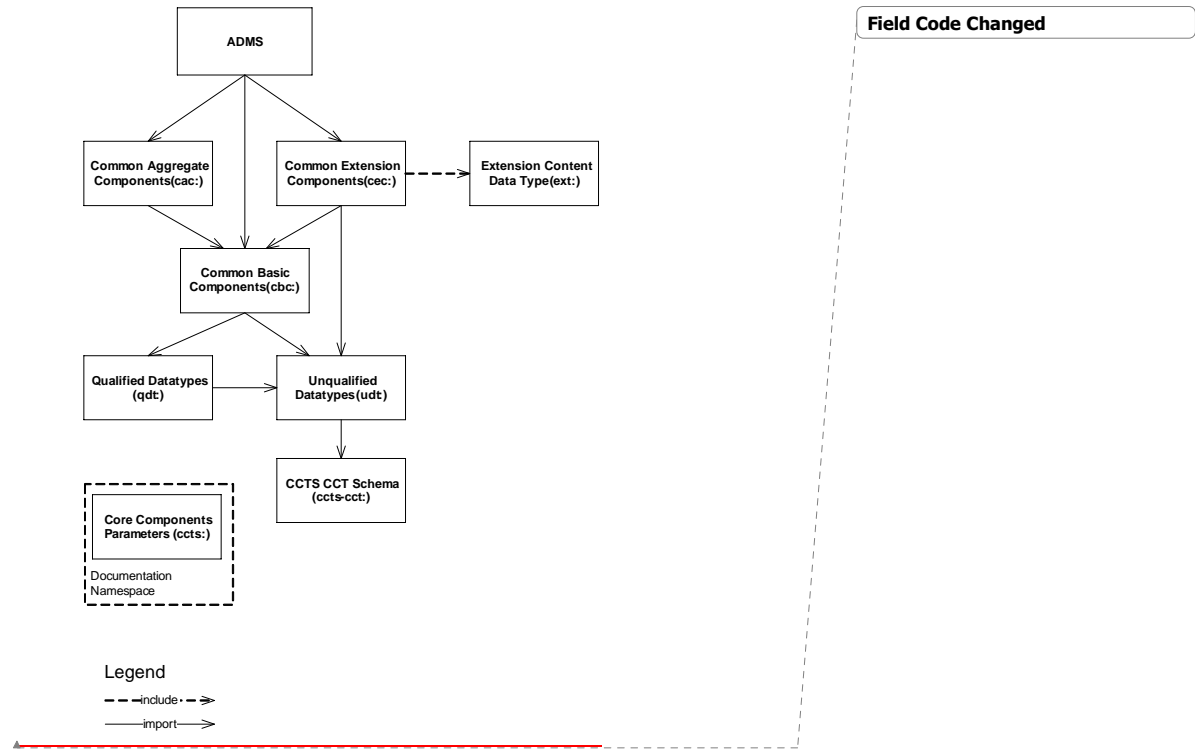 Field Code Changed
ADMS
Common Aggregate
Components(cac:)
Common Extension
Components(cec:)
Extension Content
Data Type(ext:)
Common Basic
Components(cbc:)
Qualified Datatypes
(qdt:)
Unqualified
Datatypes(udt:)
CCTS CCT Schema
(ccts-cct:)
Core Components
Parameters (ccts:)
Documentation
Namespace
Legend
include
import